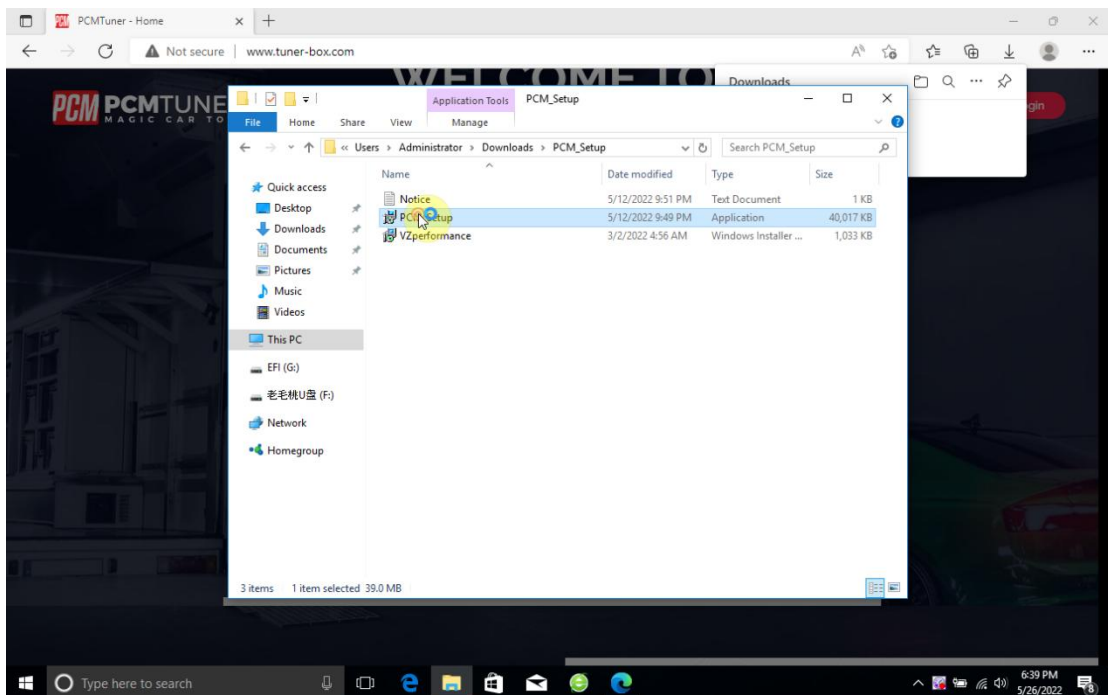 PCMTuner - Home
Not secure | www.tuner-box.com
WELCOME TO
Downloads
PCM PCMTUNE
MAGIC CAR TO
gin
Application Tools PCM_Setup
File Home Share View Manage
« Users › Administrator › Downloads › PCM_Setup
Search PCM_Setup
Name Date modified Type Size
Quick access
Desktop
Downloads
Documents
Pictures
Music
Videos
This PC
EFI (G:)
老毛桃U盘 (F:)
Network
Homegroup
Notice 5/12/2022 9:51 PM Text Document 1 KB
PCM_Setup 5/12/2022 9:49 PM Application 40,017 KB
VZperformance 3/2/2022 4:56 AM Windows Installer ... 1,033 KB
3 items 1 item selected 39.0 MB
Type here to search
6:39 PM
5/26/2022